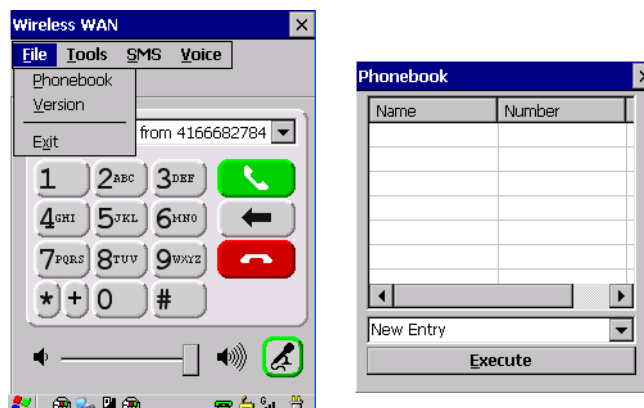 Wireless WAN
File Tools SMS Voice
Phonebook
Version
Exit
from 4166682784
1 2ABC 3DEF
4GHI 5JKL 6MNO
7PQRS 8TUV 9WXYZ
* + 0 #
Phonebook
Name Number
New Entry
Execute